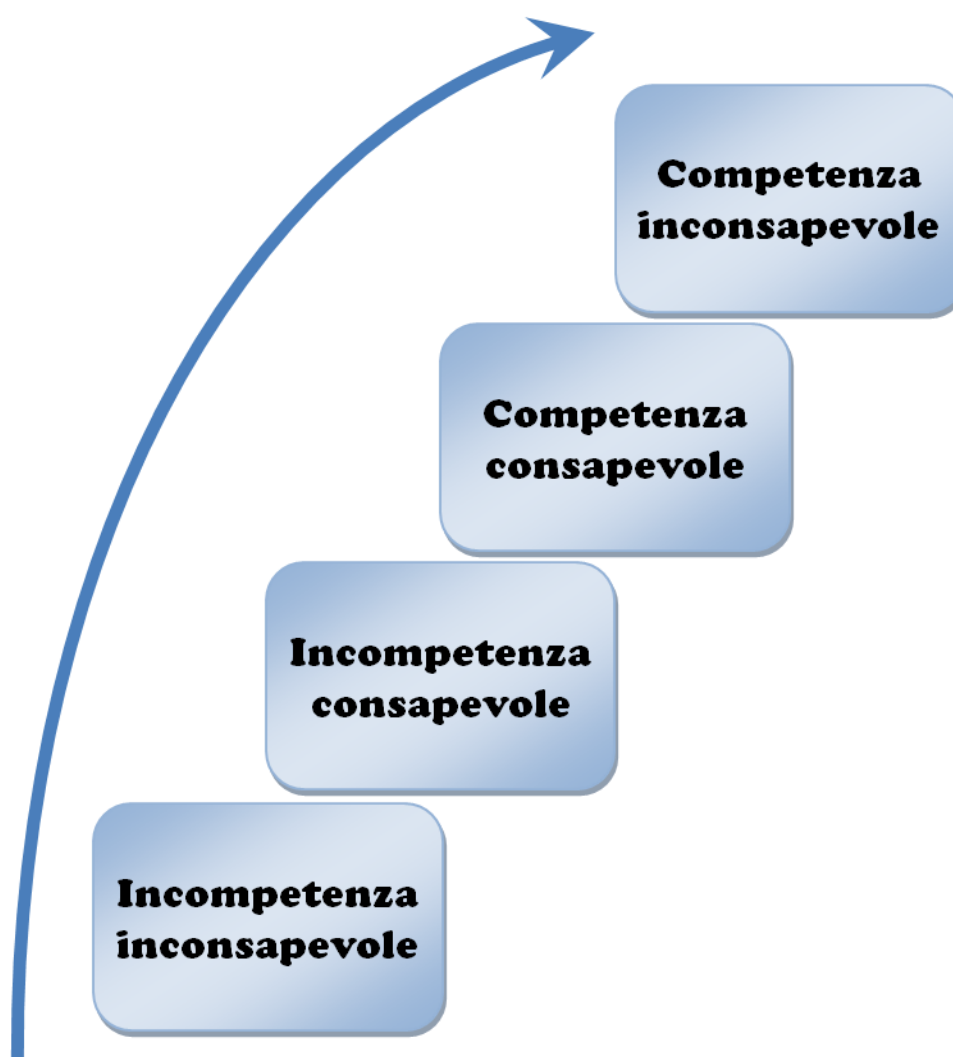 Competenza
inconsapevole
Competenza
consapevole
Incompetenza
consapevole
Incompetenza
inconsapevole